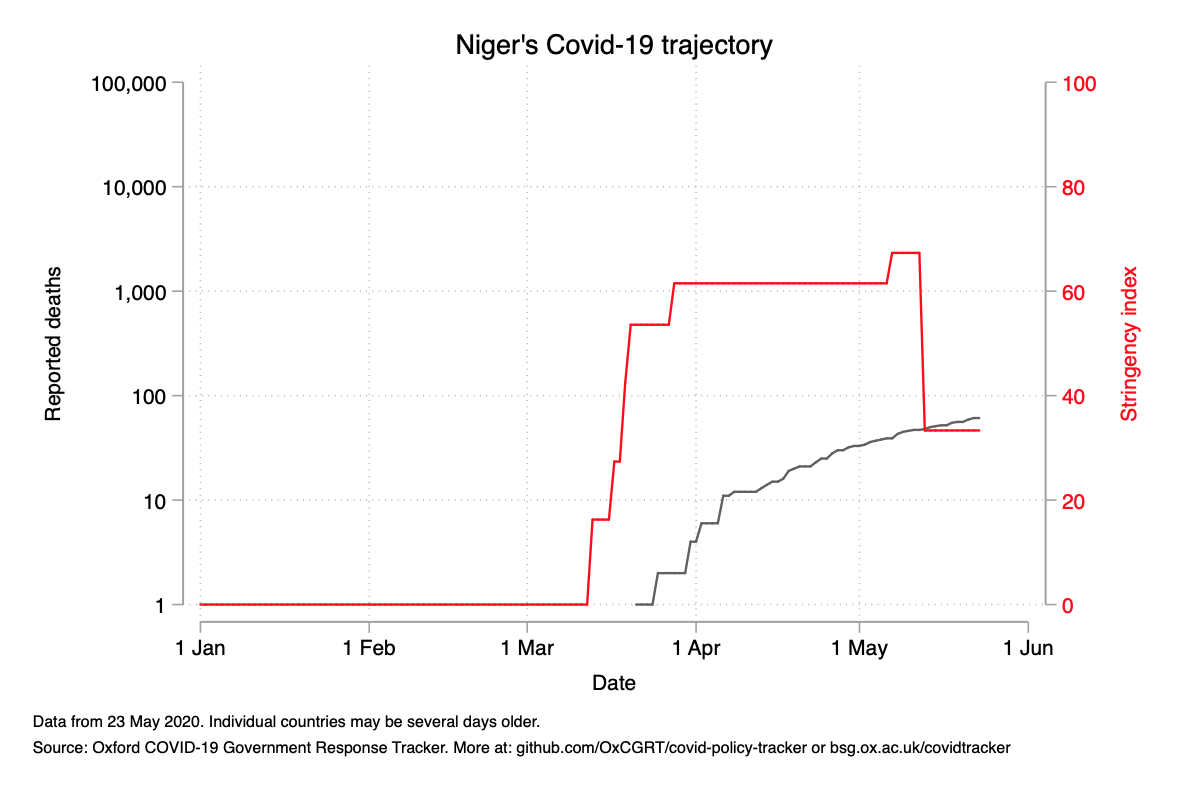 Niger's Covid-19 trajectory
100,000
10,000
1,000
100
10
1
Reported deaths
100
80
60
40
20
0
Stringency index
1 Jan 1 Feb 1 Mar 1 Apr 1 May 1 Jun
Date
Data from 23 May 2020. Individual countries may be several days older.
Source: Oxford COVID-19 Government Response Tracker. More at: github.com/OxCGRT/covid-policy-tracker or bsg.ox.ac.uk/covidtracker